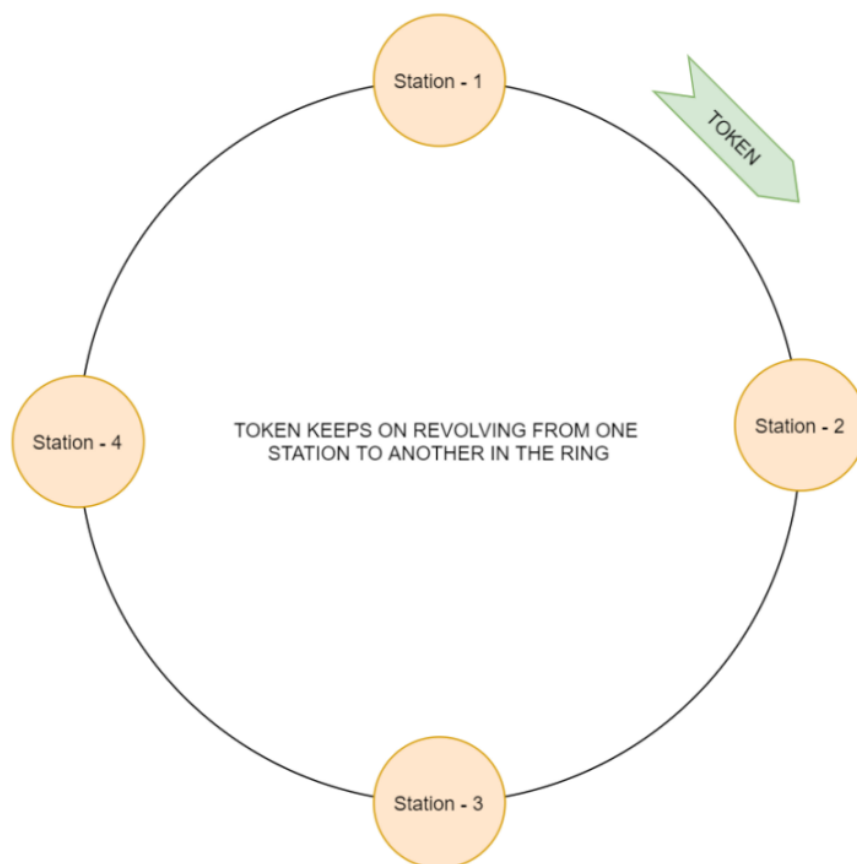 Station - 1
TOKEN
Station - 2
TOKEN KEEPS ON REVOLVING FROM ONE
STATION TO ANOTHER IN THE RING
Station - 4
Station - 3